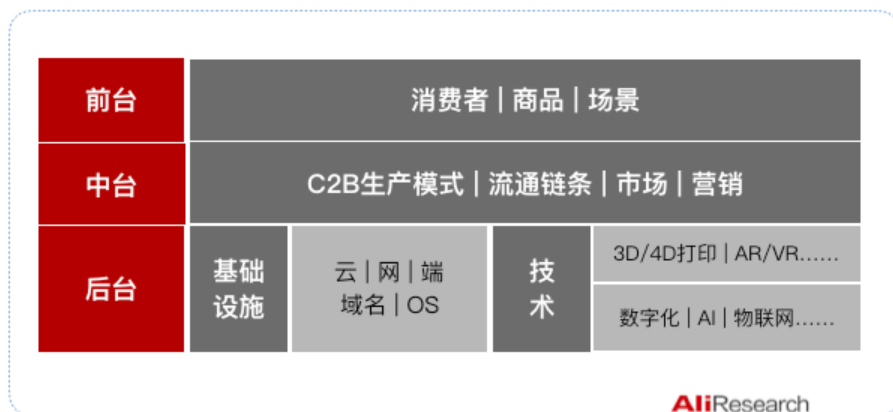 前台
消费者 | 商品 | 场景
中台
C2B生产模式 | 流通链条 | 市场 | 营销
后台
基础
设施
云 | 网 | 端
域名 | OS
技
术
3D/4D打印 | AR/VR......
数字化 | AI | 物联网......
AliResearch